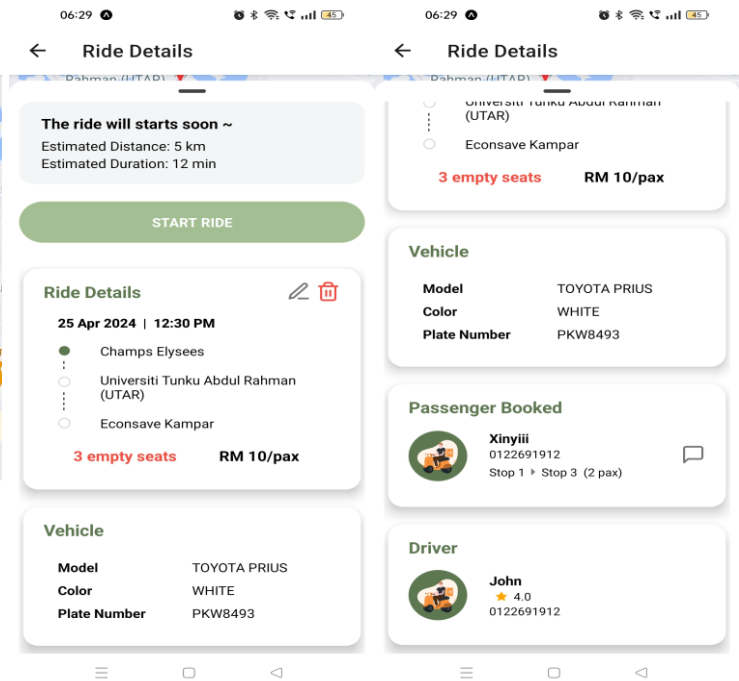 06:29
45
Ride Details
Rahman (UTAR)
The ride will starts soon ~
Estimated Distance: 5 km
Estimated Duration: 12 min
START RIDE
Ride Details
25 Apr 2024 | 12:30 PM
Champs Elysees
Universiti Tunku Abdul Rahman
(UTAR)
Econsave Kampar
3 empty seats RM 10/pax
Vehicle
Model TOYOTA PRIUS
Color WHITE
Plate Number PKW8493
06:29
45
Ride Details
Rahman (UTAR)
Universiti Tunku Abdul Rahman
(UTAR)
Econsave Kampar
3 empty seats RM 10/pax
Vehicle
Model TOYOTA PRIUS
Color WHITE
Plate Number PKW8493
Passenger Booked
Xinyiii
0122691912
Stop 1 Stop 3 (2 pax)
Driver
John
4.0
0122691912